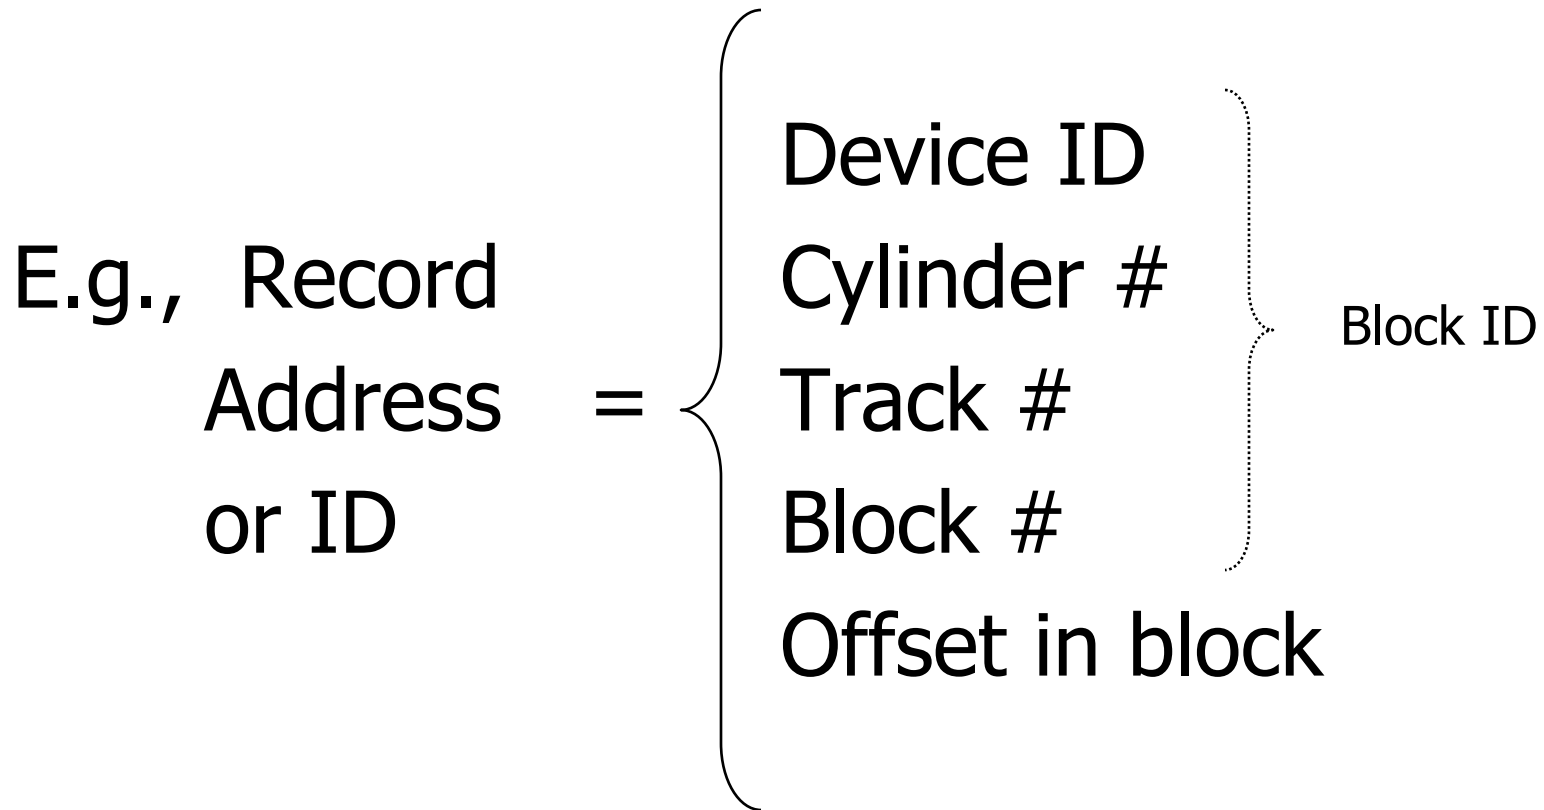 E.g., Record
Address =
or ID
Device ID
Cylinder #
Track #
Block #
Offset in block
Block ID